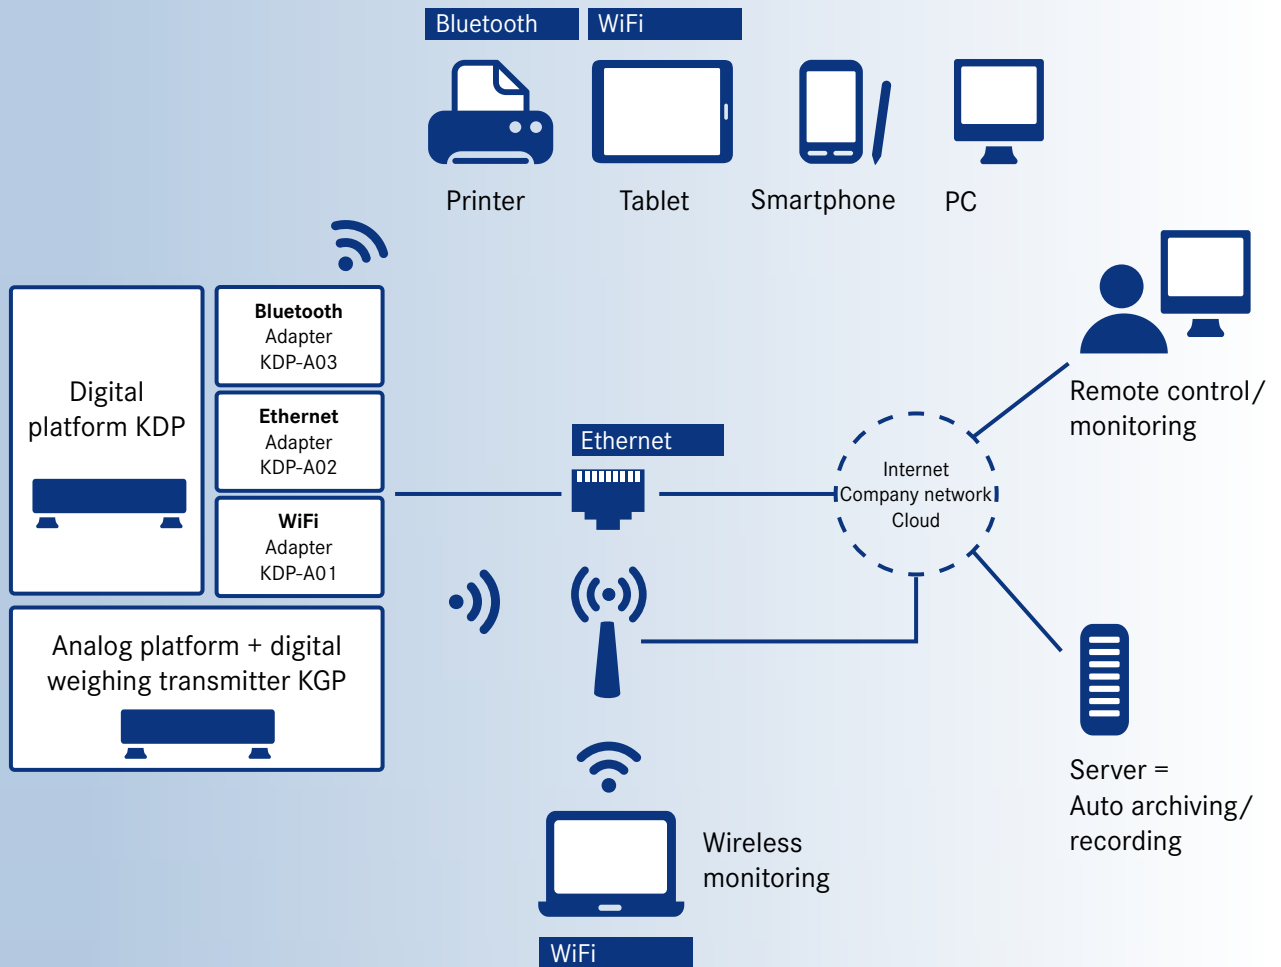 Bluetooth
WiFi
Printer
Tablet
Smartphone
PC
Digital
platform KDP
Bluetooth
Adapter
KDP-A03
Ethernet
Adapter
KDP-A02
WiFi
Adapter
KDP-A01
Analog platform + digital
weighing transmitter KGP
Ethernet
Internet
Company network
Cloud
Remote control/
monitoring
Server =
Auto archiving/
recording
Wireless
monitoring
WiFi